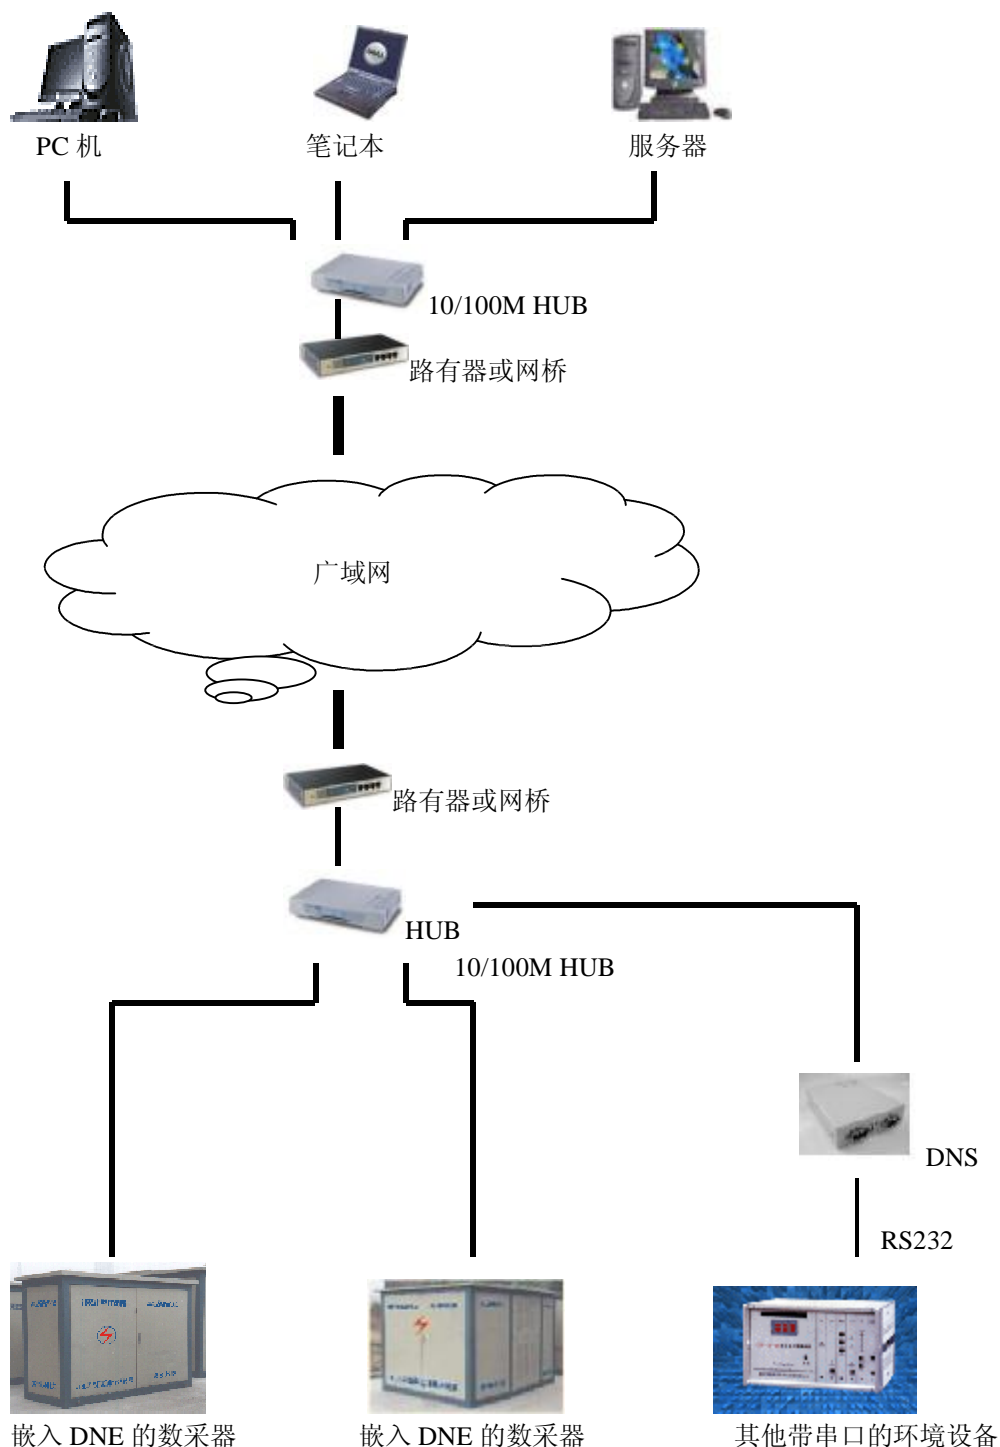 PC 机
笔记本
服务器
10/100M HUB
路有器或网桥
广域网
路有器或网桥
HUB
10/100M HUB
DNS
RS232
嵌入 DNE 的数采器
嵌入 DNE 的数采器
其他带串口的环境设备